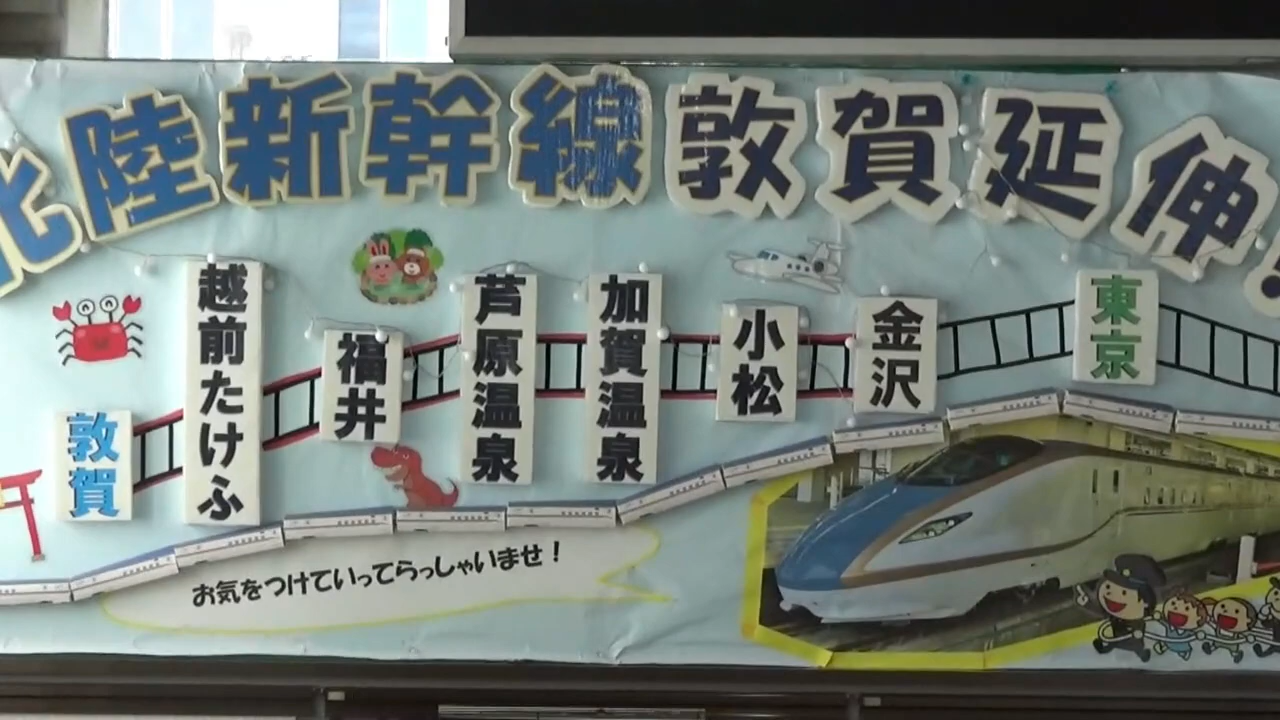 北陸新幹線敦賀延伸!
敦賀
越前たけふ
福井
芦原温泉
加賀温泉
小松
金沢
東京
お気をつけていってらっしゃいませ!